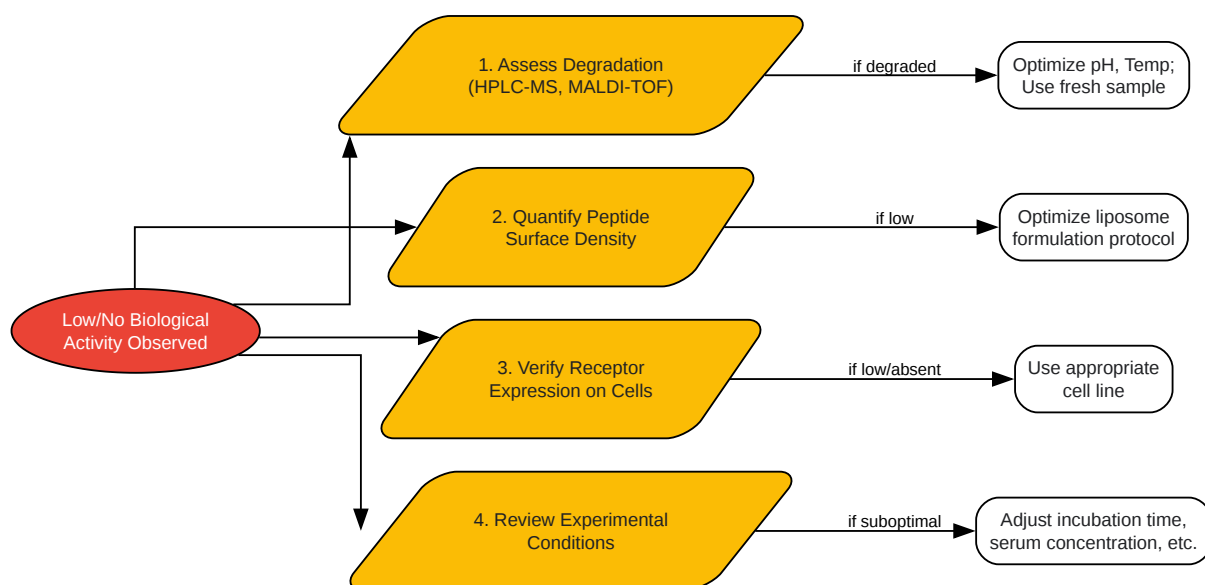 1. Assess Degradation
(HPLC-MS, MALDI-TOF)
if degraded
Optimize pH, Temp;
Use fresh sample
2. Quantify Peptide
Surface Density
if low
Optimize liposome
formulation protocol
Low/No Biological
Activity Observed
3. Verify Receptor
Expression on Cells
if low/absent
Use appropriate
cell line
4. Review Experimental
Conditions
if suboptimal
Adjust incubation time,
serum concentration, etc.